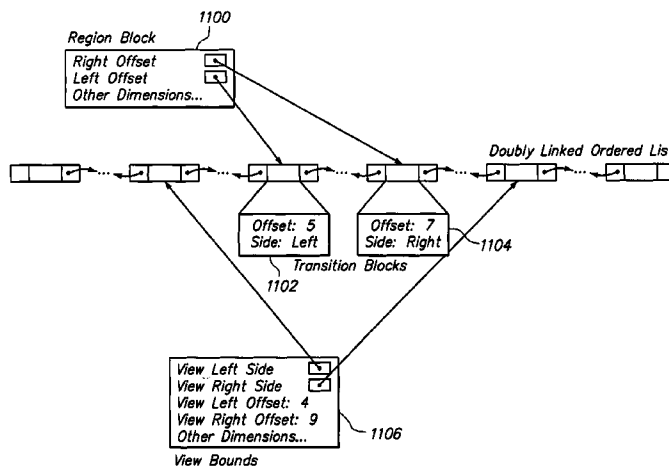 1100
Region Block
Right Offset
Left Offset
Other Dimensions...
Doubly Linked Ordered Lis
Offset: 5
Side: Left
Offset: 7
Side: Right
1104
1102
Transition Blocks
View Left Side
View Right Side
View Left Offset: 4
View Right Offset: 9
Other Dimensions...
1106
View Bounds